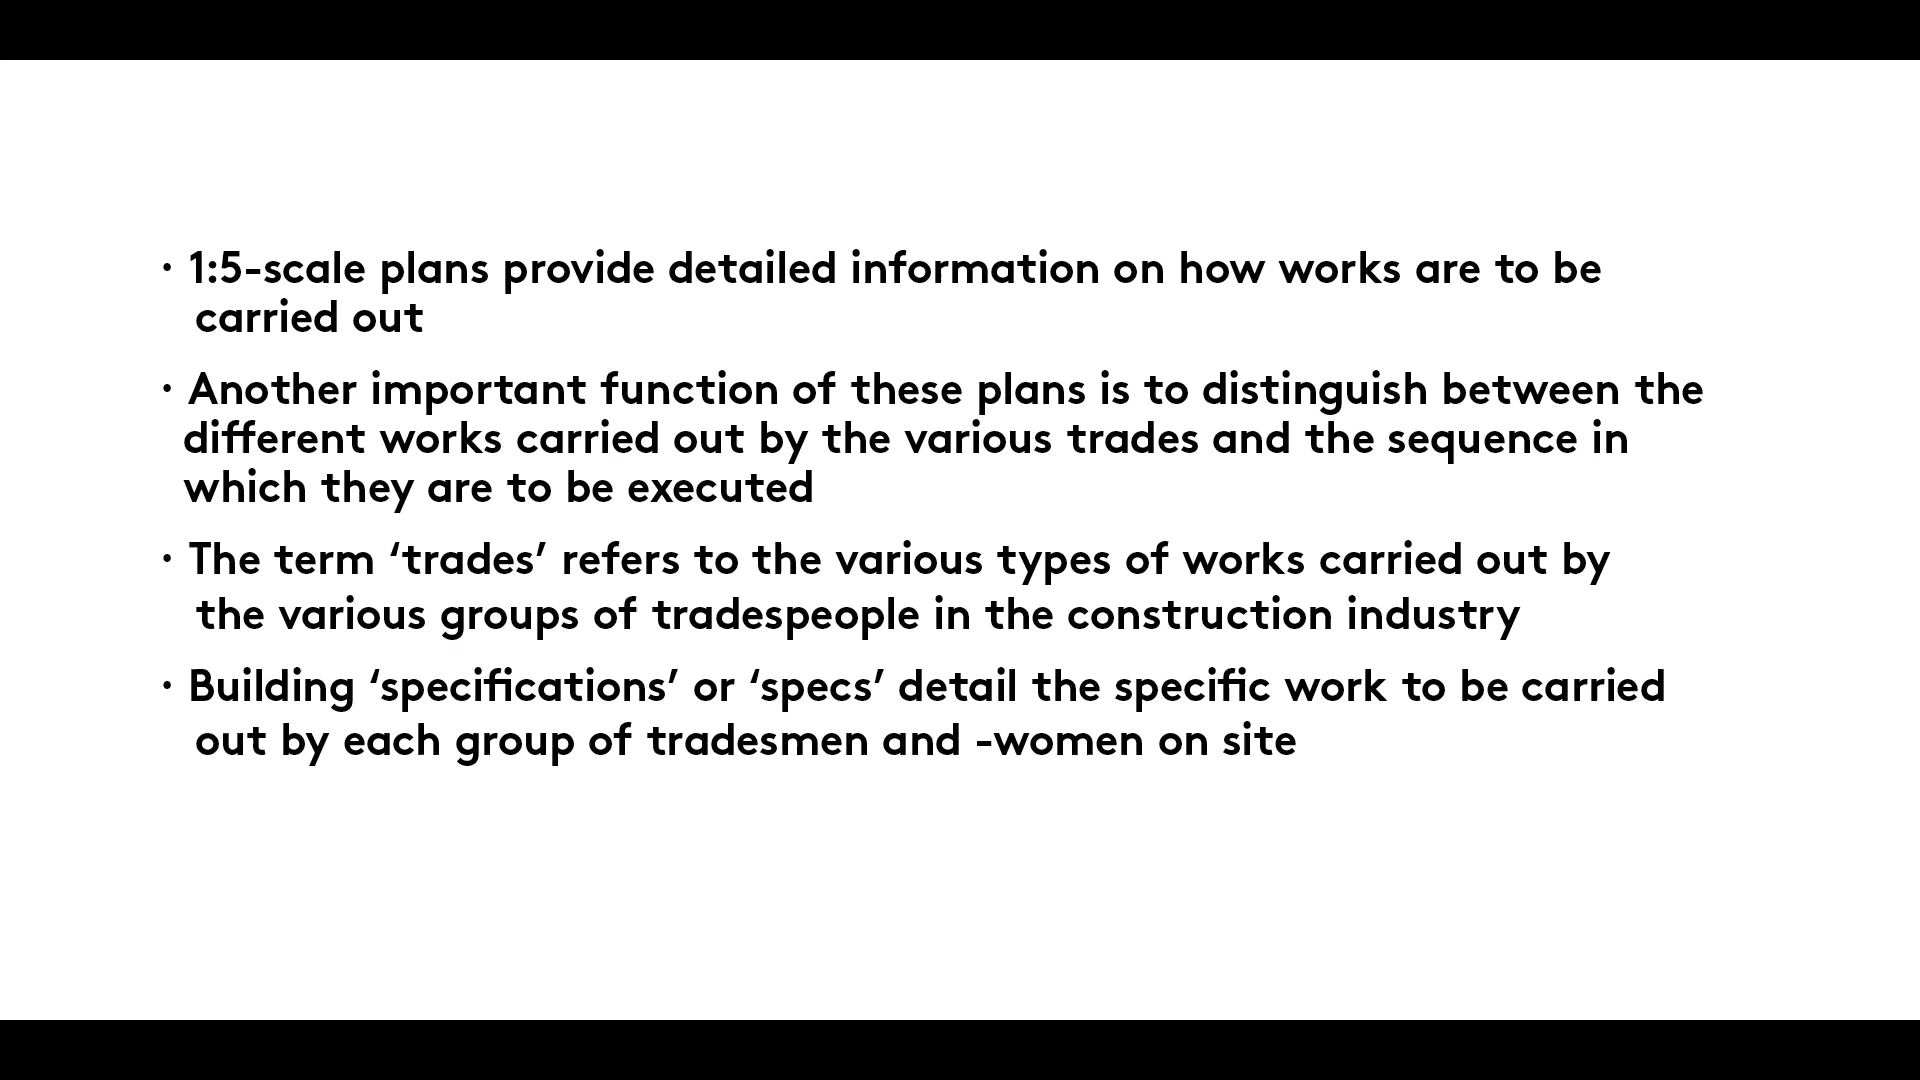 · 1:5-scale plans provide detailed information on how works are to be
carried out
· Another important function of these plans is to distinguish between the
different works carried out by the various trades and the sequence in
which they are to be executed
· The term ‘trades’ refers to the various types of works carried out by
the various groups of tradespeople in the construction industry
· Building ‘specifications’ or ‘specs’ detail the specific work to be carried
out by each group of tradesmen and -women on site